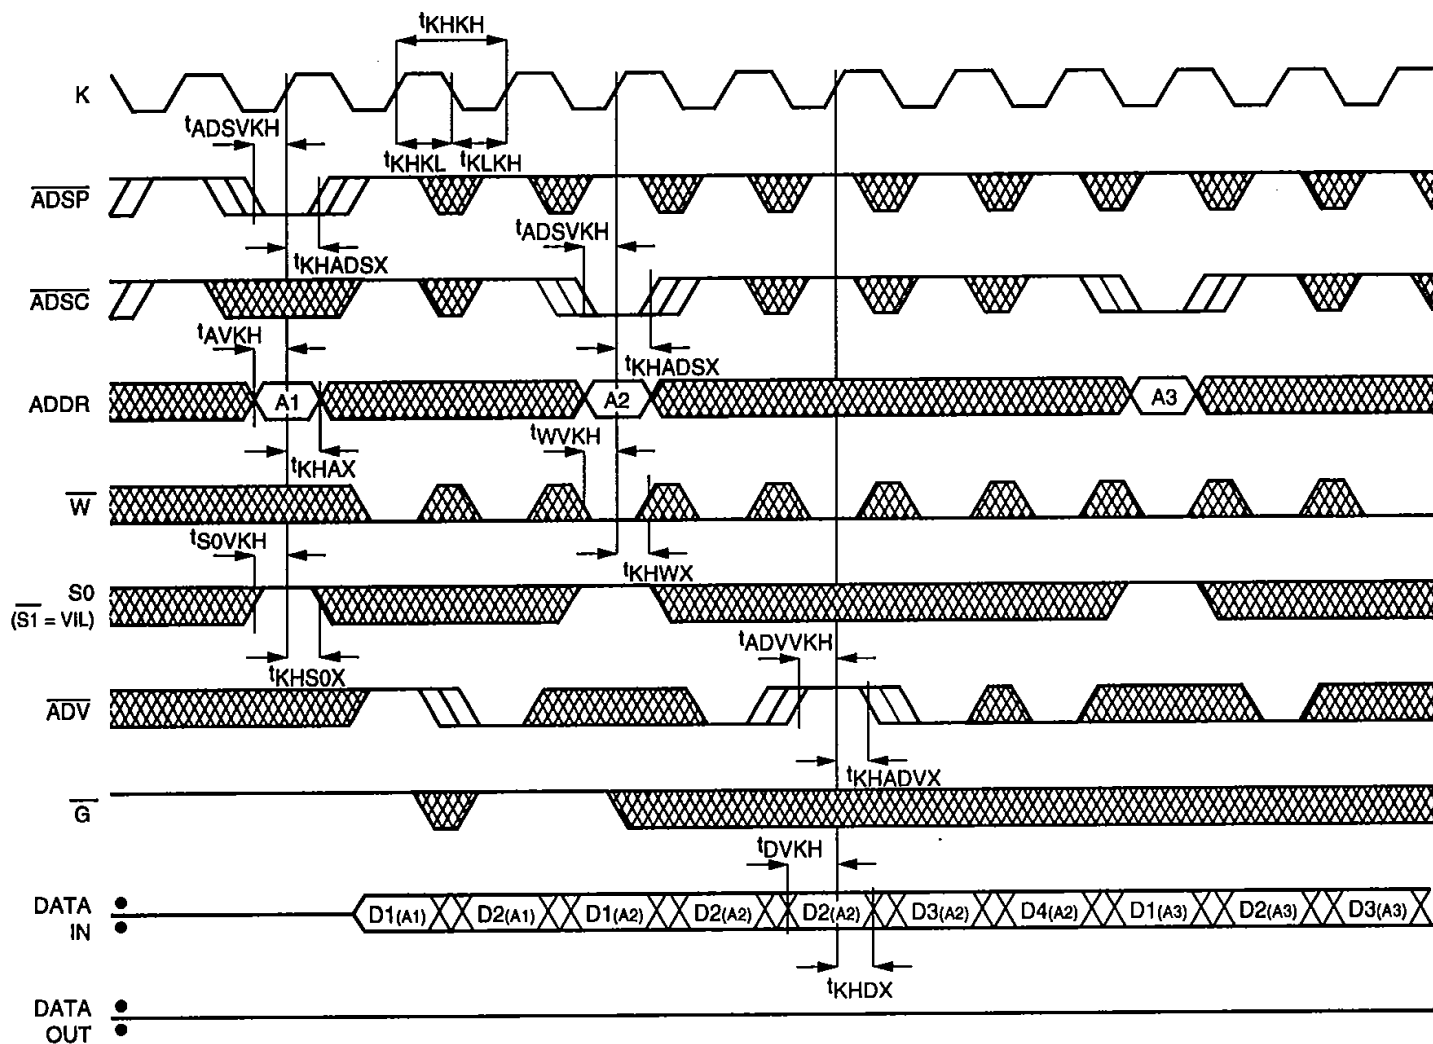 tKHKH
K
tADSVKH
tKHKL tKLKH
ADSP
tADSVKH
tKHADSX
ADSC
tAVKH
tKHADSX
ADDR A1 A2 A3
tWVKH
tKHAX
W
tS0VKH
tKHWX
S0
(S1 = VIL)
tADVVKH
tKHS0X
ADV
tKHADVX
G
tDVKH
DATA IN
D1(A1) D2(A1) D1(A2) D2(A2) D2(A2) D3(A2) D4(A2) D1(A3) D2(A3) D3(A3)
tKHDX
DATA
OUT